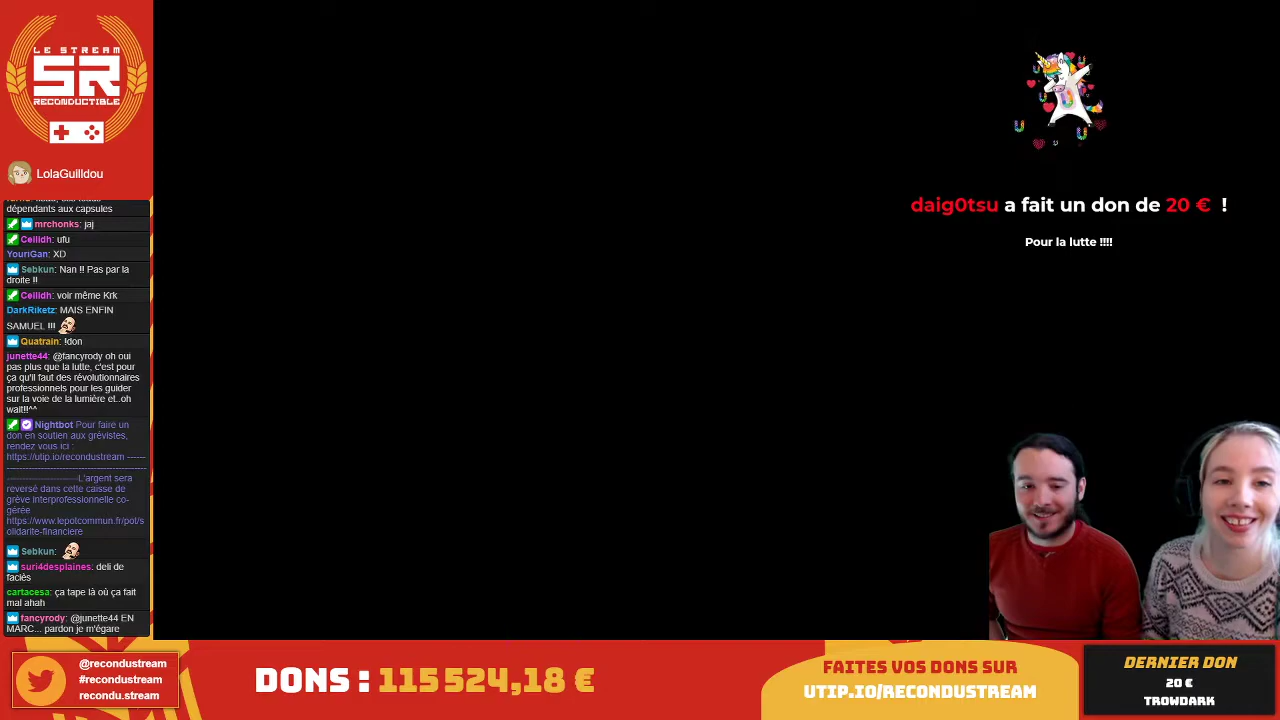 LE STREAM
SR
RECONDUCTIBLE
LolaGuilldou
dépendants aux capsules
mrchonks: jaj
Ceilidh: ufu
YouriGan: XD
Sebkun: Nan !! Pas par la
droite !!
Ceilidh: voir même Krk
DarkRiketz: MAIS ENFIN
SAMUEL !!!
Quatrain: !don
junette44: @fancyrody oh oui
pas plus que la lutte, c'est pour
ça qu'il faut des révolutionnaires
professionnels pour les guider
sur la voie de la lumière et..oh
wait!!^^
Nightbot Pour faire un
don en soutien aux grévistes,
rendez vous ici :
https://utip.io/recondustream ------
-------------------------------------------
----------------------L'argent sera
reversé dans cette caisse de
grève interprofessionnelle co-
gérée
https://www.lepotcommun.fr/pot/s
olidarite-financiere
Sebkun:
suri4desplaines: deli de
faciès
cartacesa: ça tape là où ça fait
mal ahah
fancyrody: @junette44 EN
MARC... pardon je m'égare
daig0tsu a fait un don de 20 € !
Pour la lutte !!!!
@recondustream
#recondustream
recondu.stream
DONS : 115 524,18 €
FAITES VOS DONS SUR
UTIP.IO/RECONDUSTREAM
DERNIER DON
20 €
TROWDARK